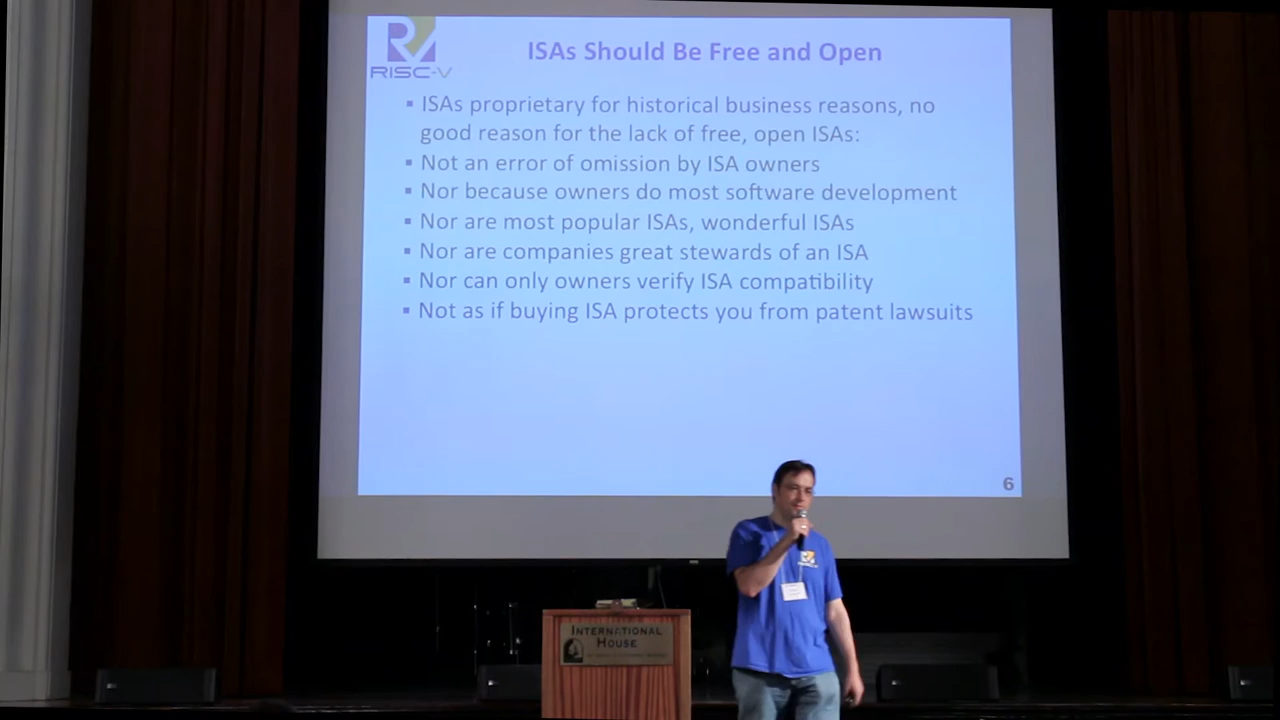 RISC-V
ISAs Should Be Free and Open
▪ ISAs proprietary for historical business reasons, no
good reason for the lack of free, open ISAs:
▪ Not an error of omission by ISA owners
▪ Nor because owners do most software development
▪ Nor are most popular ISAs, wonderful ISAs
▪ Nor are companies great stewards of an ISA
▪ Nor can only owners verify ISA compatibility
▪ Not as if buying ISA protects you from patent lawsuits
6
RISC-V
INTERNATIONAL
HOUSE